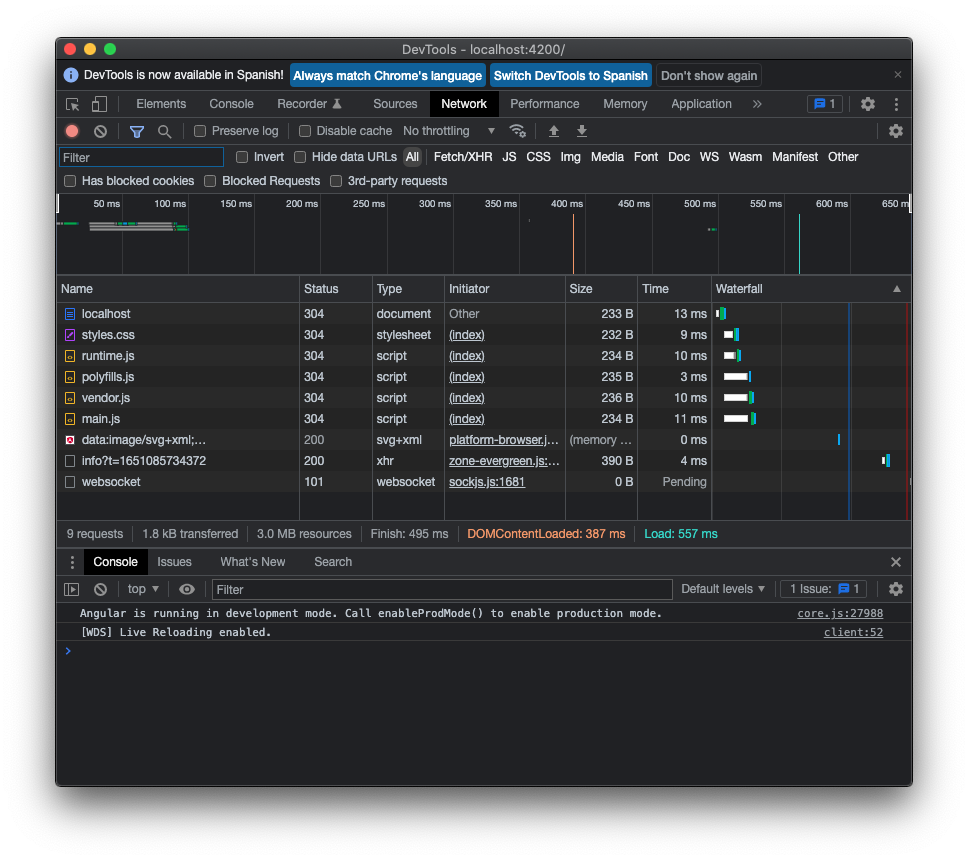 DevTools - localhost:4200/
DevTools is now available in Spanish! Always match Chrome's language Switch DevTools to Spanish Don't show again ×
Elements Console Recorder Sources Network Performance Memory Application » 1
Preserve log Disable cache No throttling
Filter Invert Hide data URLs All Fetch/XHR JS CSS Img Media Font Doc WS Wasm Manifest Other
Has blocked cookies Blocked Requests 3rd-party requests
50 ms 100 ms 150 ms 200 ms 250 ms 300 ms 350 ms 400 ms 450 ms 500 ms 550 ms 600 ms 650 m
Name Status Type Initiator Size Time Waterfall
localhost 304 document Other 233 B 13 ms
styles.css 304 stylesheet (index) 232 B 9 ms
runtime.js 304 script (index) 234 B 10 ms
polyfills.js 304 script (index) 235 B 3 ms
vendor.js 304 script (index) 236 B 10 ms
main.js 304 script (index) 234 B 11 ms
data:image/svg+xml;… 200 svg+xml platform-browser.j… (memory … 0 ms
info?t=1651085734372 200 xhr zone-evergreen.js:… 390 B 4 ms
websocket 101 websocket sockjs.js:1681 0 B Pending
9 requests 1.8 kB transferred 3.0 MB resources Finish: 495 ms DOMContentLoaded: 387 ms Load: 557 ms
Console Issues What's New Search
top Filter Default levels 1 Issue: 1
Angular is running in development mode. Call enableProdMode() to enable production mode. core.js:27988
[WDS] Live Reloading enabled. client:52